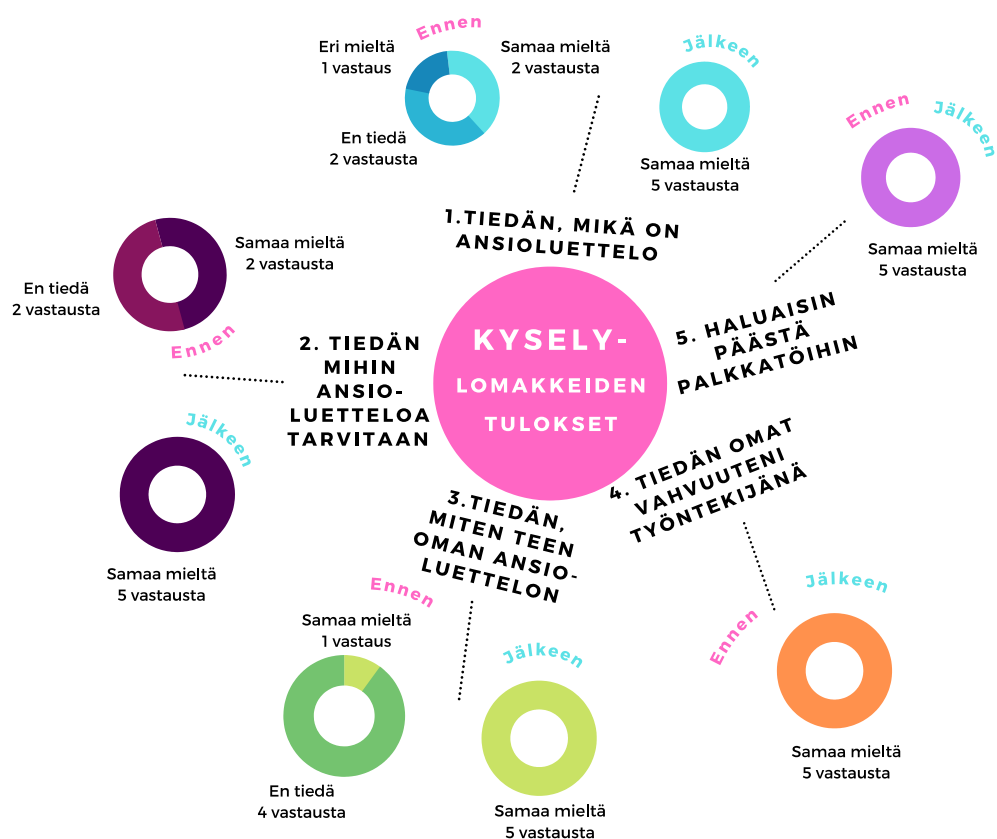 KYSELY-
LOMAKKEIDEN
TULOKSET
1.TIEDÄN, MIKÄ ON
ANSIOLUETTELO
Ennen
Eri mieltä
1 vastaus
Samaa mieltä
2 vastausta
En tiedä
2 vastausta
Jälkeen
Samaa mieltä
5 vastausta
2. TIEDÄN
MIHIN
ANSIO-
LUETTELOA
TARVITAAN
Samaa mieltä
2 vastausta
En tiedä
2 vastausta
Ennen
Jälkeen
Samaa mieltä
5 vastausta
3.TIEDÄN,
MITEN TEEN
OMAN ANSIO-
LUETTELON
Ennen
Samaa mieltä
1 vastaus
En tiedä
4 vastausta
Jälkeen
Samaa mieltä
5 vastausta
4. TIEDÄN OMAT
VAHVUUTENI
TYÖNTEKIJÄNÄ
Ennen
Jälkeen
Samaa mieltä
5 vastausta
5. HALUAISIN
PÄÄSTÄ
PALKKATÖIHIN
Ennen
Jälkeen
Samaa mieltä
5 vastausta